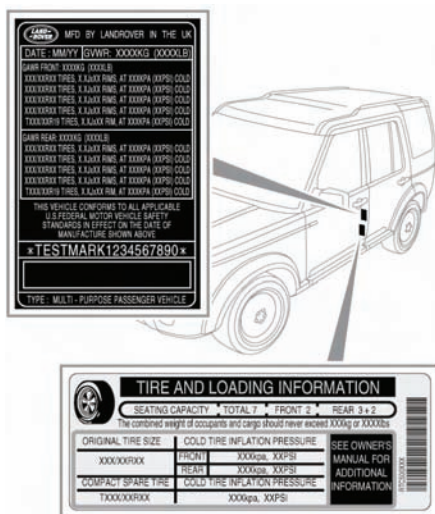 LAND-
-ROVER
MFD BY LANDROVER IN THE UK
DATE : MM/YY GVWR: XXXXKG (XXXXLB)
GAWR FRONT: XXXXKG (XXXXLB)
XXX/XXRXX TIRES, X.XJxXX RIMS, AT XXXKPA (XXPSI) COLD
XXX/XXRXX TIRES, X.XJxXX RIMS, AT XXXKPA (XXPSI) COLD
XXX/XXRXX TIRES, X.XJxXX RIMS, AT XXXKPA (XXPSI) COLD
XXX/XXRXX TIRES, X.XJxXX RIMS, AT XXXKPA (XXPSI) COLD
TXXX/XXR19 TIRES, X.XJxXX RIM, AT XXXKPA (XXPSI) COLD
GAWR REAR: XXXXKG (XXXXLB)
XXX/XXRXX TIRES, X.XJxXX RIMS, AT XXXKPA (XXPSI) COLD
XXX/XXRXX TIRES, X.XJxXX RIMS, AT XXXKPA (XXPSI) COLD
XXX/XXRXX TIRES, X.XJxXX RIMS, AT XXXKPA (XXPSI) COLD
XXX/XXRXX TIRES, X.XJxXX RIMS, AT XXXKPA (XXPSI) COLD
TXXX/XXR19 TIRES, X.XJxXX RIM, AT XXXKPA (XXPSI) COLD
THIS VEHICLE CONFORMS TO ALL APPLICABLE
U.S.FEDERAL MOTOR VEHICLE SAFETY
STANDARDS IN EFFECT ON THE DATE OF
MANUFACTURE SHOWN ABOVE
*TESTMARK1234567890*
TYPE : MULTI - PURPOSE PASSENGER VEHICLE
TIRE AND LOADING INFORMATION
SEATING CAPACITY TOTAL 7 FRONT 2 REAR 3 + 2
The combined weight of occupants and cargo should never exceed XXXkg or XXXXlbs
ORIGINAL TIRE SIZE
XXX/XXRXX
COMPACT SPARE TIRE
TXXX/XXRXX
COLD TIRE INFLATION PRESSURE
FRONT XXXkpa, XXPSI
REAR XXXkpa, XXPSI
COLD TIRE INFLATION PRESSURE
XXXkpa, XXPSI
SEE OWNER'S
MANUAL FOR
ADDITIONAL
INFORMATION